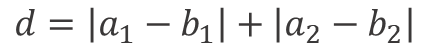 d = |a₁ − b₁| + |a₂ − b₂|